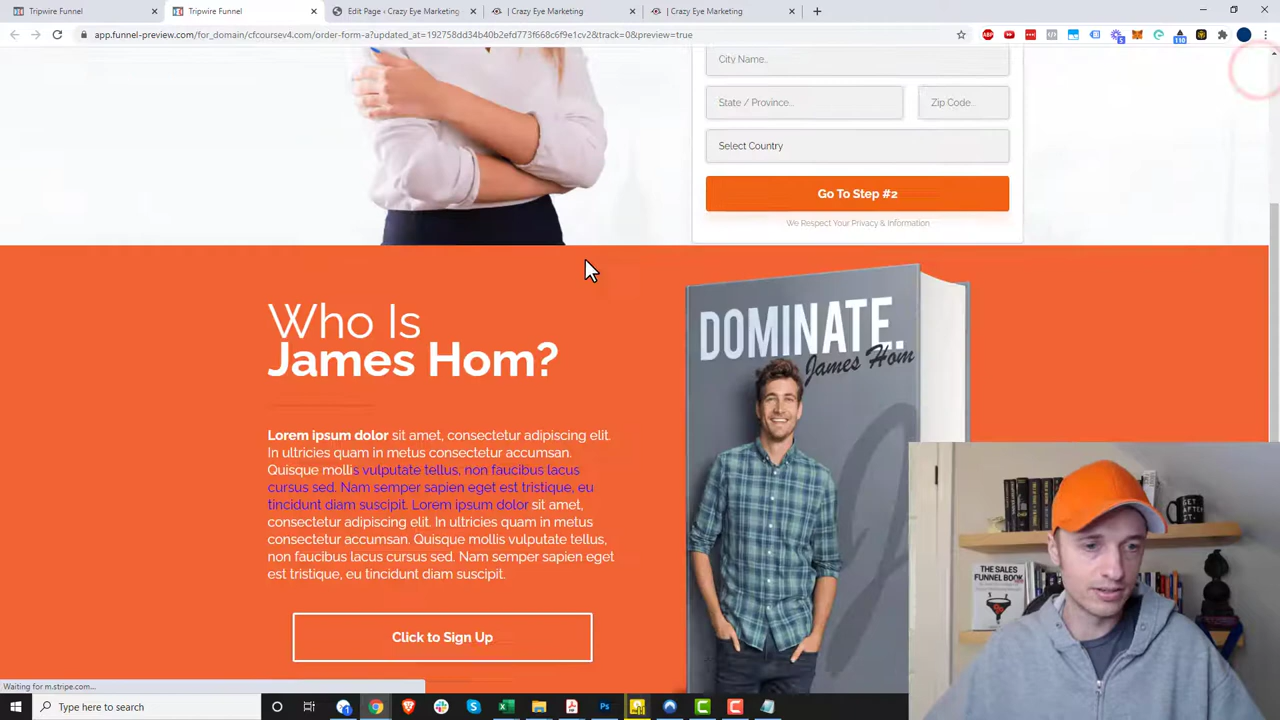 Tripwire Funnel
Tripwire Funnel
Edit Page ‹ Crazy Eye Marketing
| Crazy Eye Marketing
| Crazy Eye Marketing
app.funnel-preview.com/for_domain/cfcoursev4.com/order-form-a?updated_at=192758dd34b40b2efd773f668c6f9e1cv2&track=0&preview=true
City Name..
State / Province...
Zip Code..
Select Country
Go To Step #2
We Respect Your Privacy & Information
Who Is
James Hom?
Lorem ipsum dolor sit amet, consectetur adipiscing elit.
In ultricies quam in metus consectetur accumsan.
Quisque mollis vulputate tellus, non faucibus lacus
cursus sed. Nam semper sapien eget est tristique, eu
tincidunt diam suscipit. Lorem ipsum dolor sit amet,
consectetur adipiscing elit. In ultricies quam in metus
consectetur accumsan. Quisque mollis vulputate tellus,
non faucibus lacus cursus sed. Nam semper sapien eget
est tristique, eu tincidunt diam suscipit.
Click to Sign Up
DOMINATE.
James Hom
THE SALES
FUNNEL BOOK
GET
AFTER
IT.
Waiting for m.stripe.com...
Type here to search